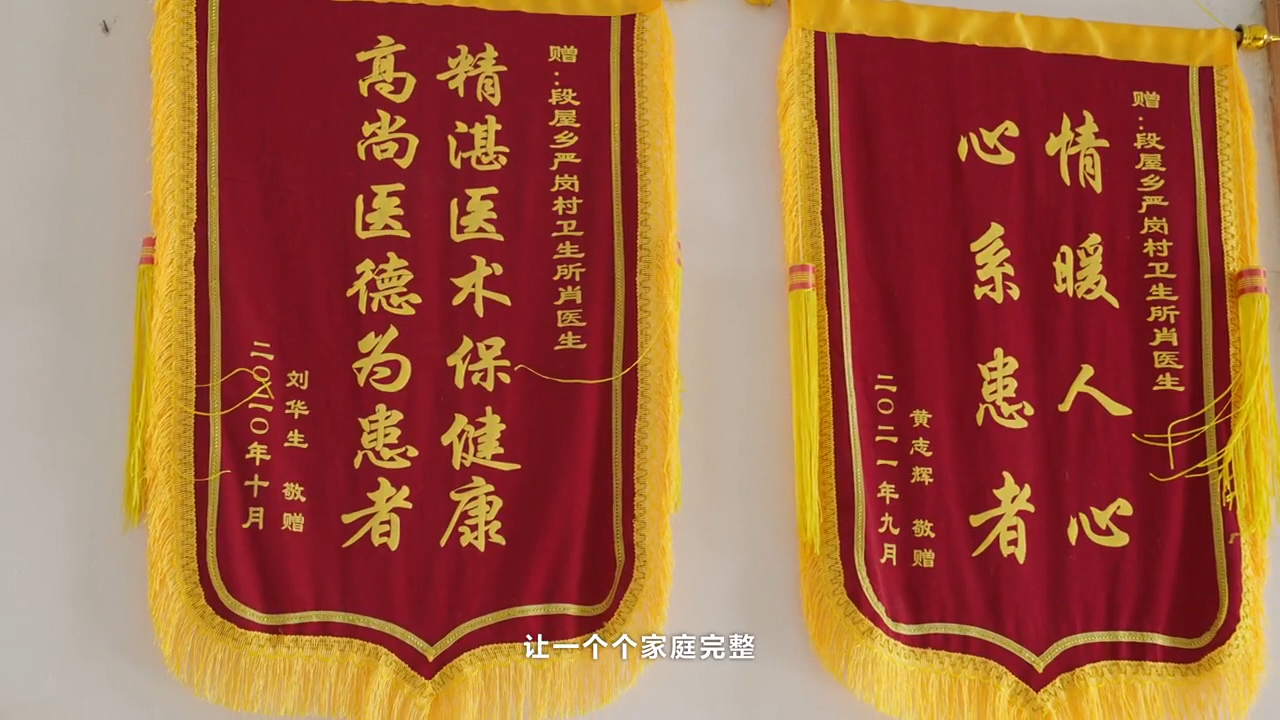 赠:段屋乡严岗村卫生所肖医生
精湛医术保健康
高尚医德为患者
刘华生 敬赠
二〇二〇年十月
赠:段屋乡严岗村卫生所肖医生
情暖人心
心系患者
黄志辉 敬赠
二〇二一年九月
让一个个家庭完整